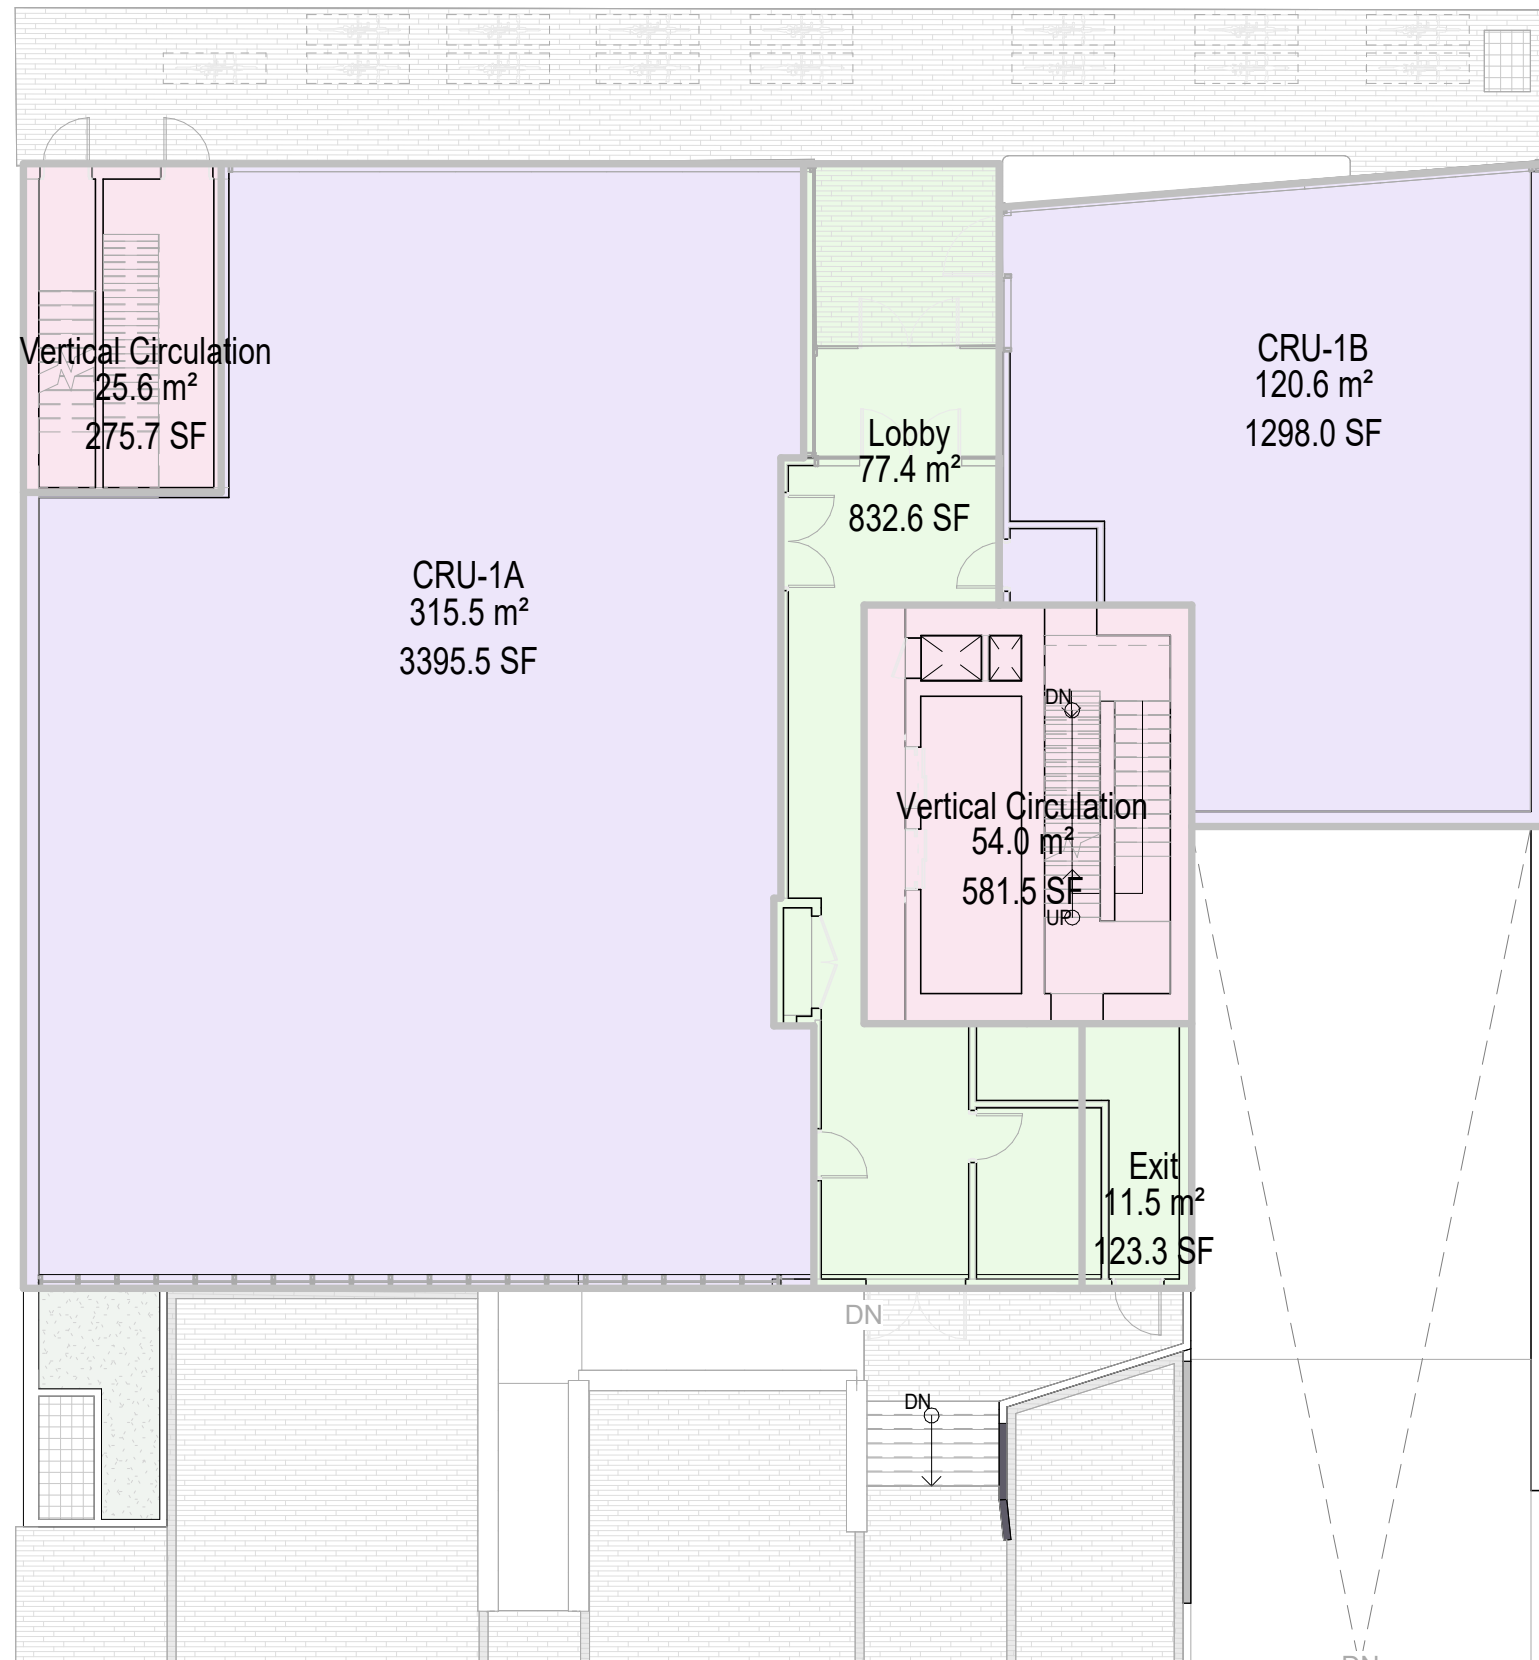 Vertical Circulation
25.6 m²
275.7 SF
CRU-1B
120.6 m²
1298.0 SF
Lobby
77.4 m²
832.6 SF
CRU-1A
315.5 m²
3395.5 SF
DN
Vertical Circulation
54.0 m²
581.5 SF
UP
Exit
11.5 m²
123.3 SF
DN
DN
DN